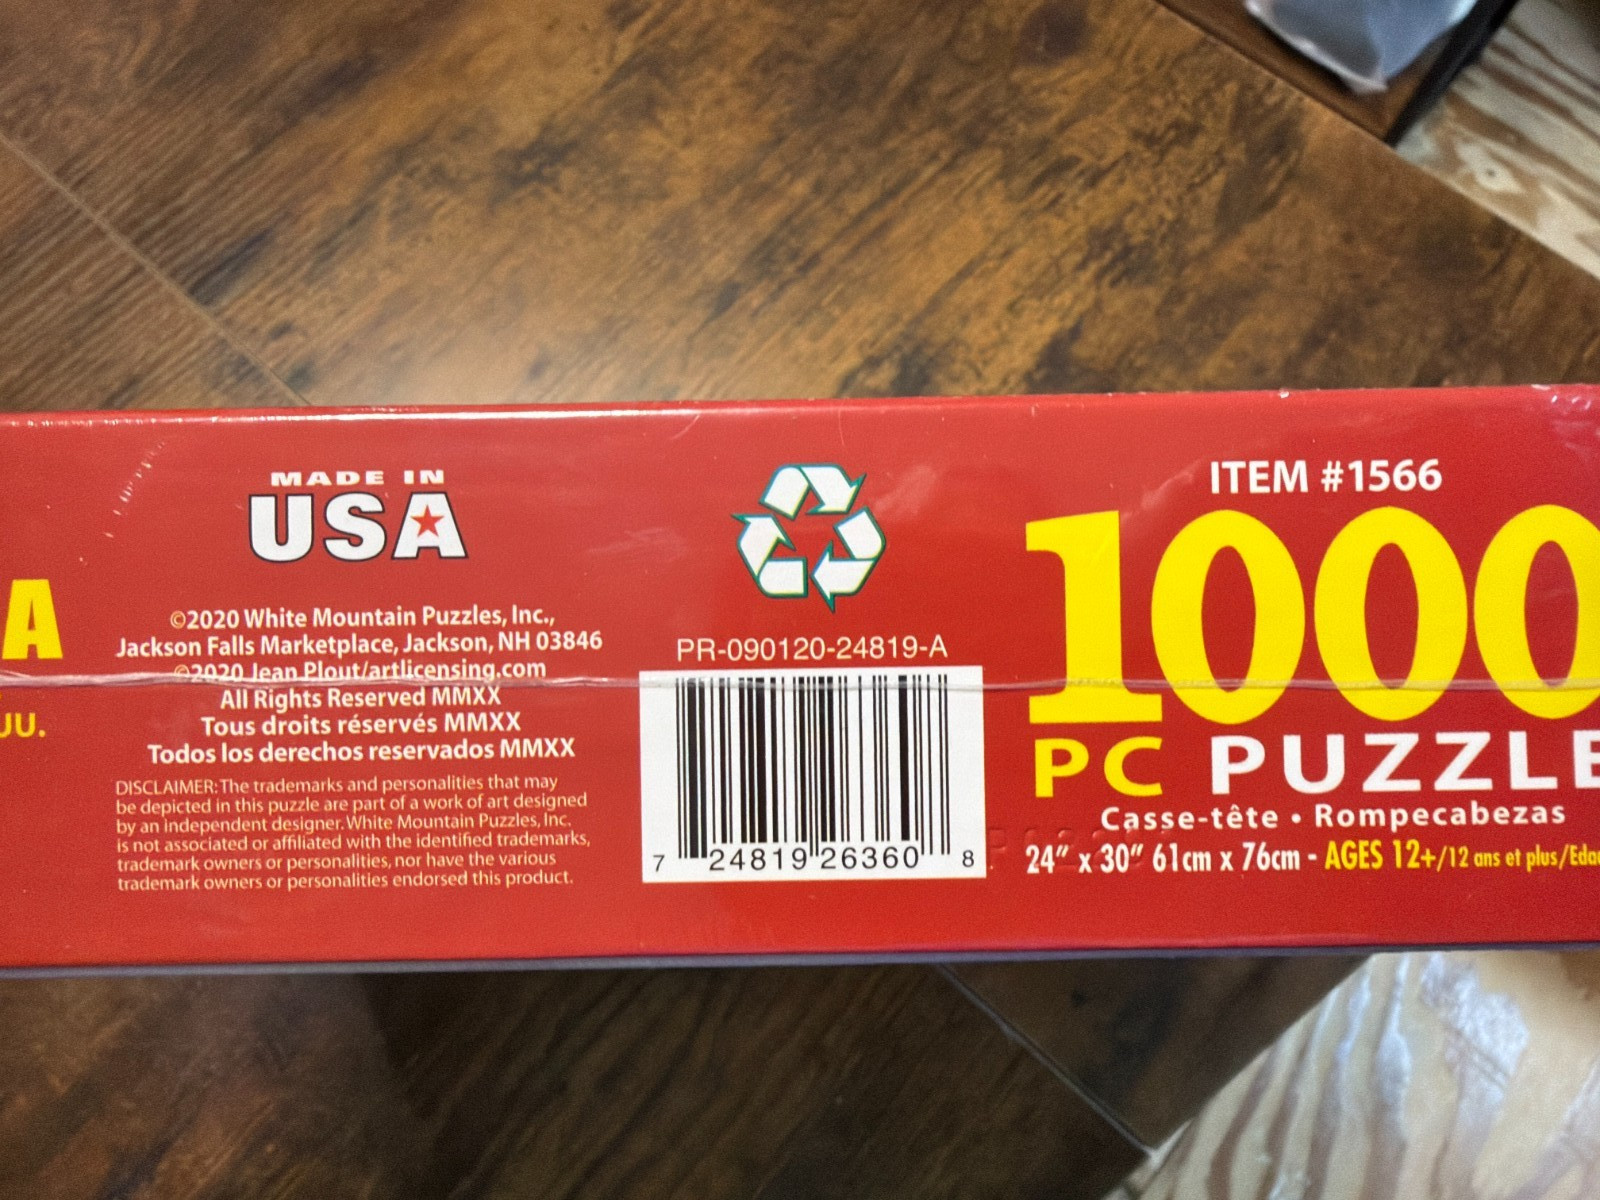 A
UU.
MADE IN
USA
©2020 White Mountain Puzzles, Inc.,
Jackson Falls Marketplace, Jackson, NH 03846
©2020 Jean Plout/artlicensing.com
All Rights Reserved MMXX
Tous droits réservés MMXX
Todos los derechos reservados MMXX
DISCLAIMER: The trademarks and personalities that may
be depicted in this puzzle are part of a work of art designed
by an independent designer. White Mountain Puzzles, Inc.
is not associated or affiliated with the identified trademarks,
trademark owners or personalities, nor have the various
trademark owners or personalities endorsed this product.
PR-090120-24819-A
7 24819 26360 8
ITEM #1566
1000
PC PUZZLE
Casse-tête • Rompecabezas
24" x 30" 61cm x 76cm - AGES 12+/12 ans et plus/Eda